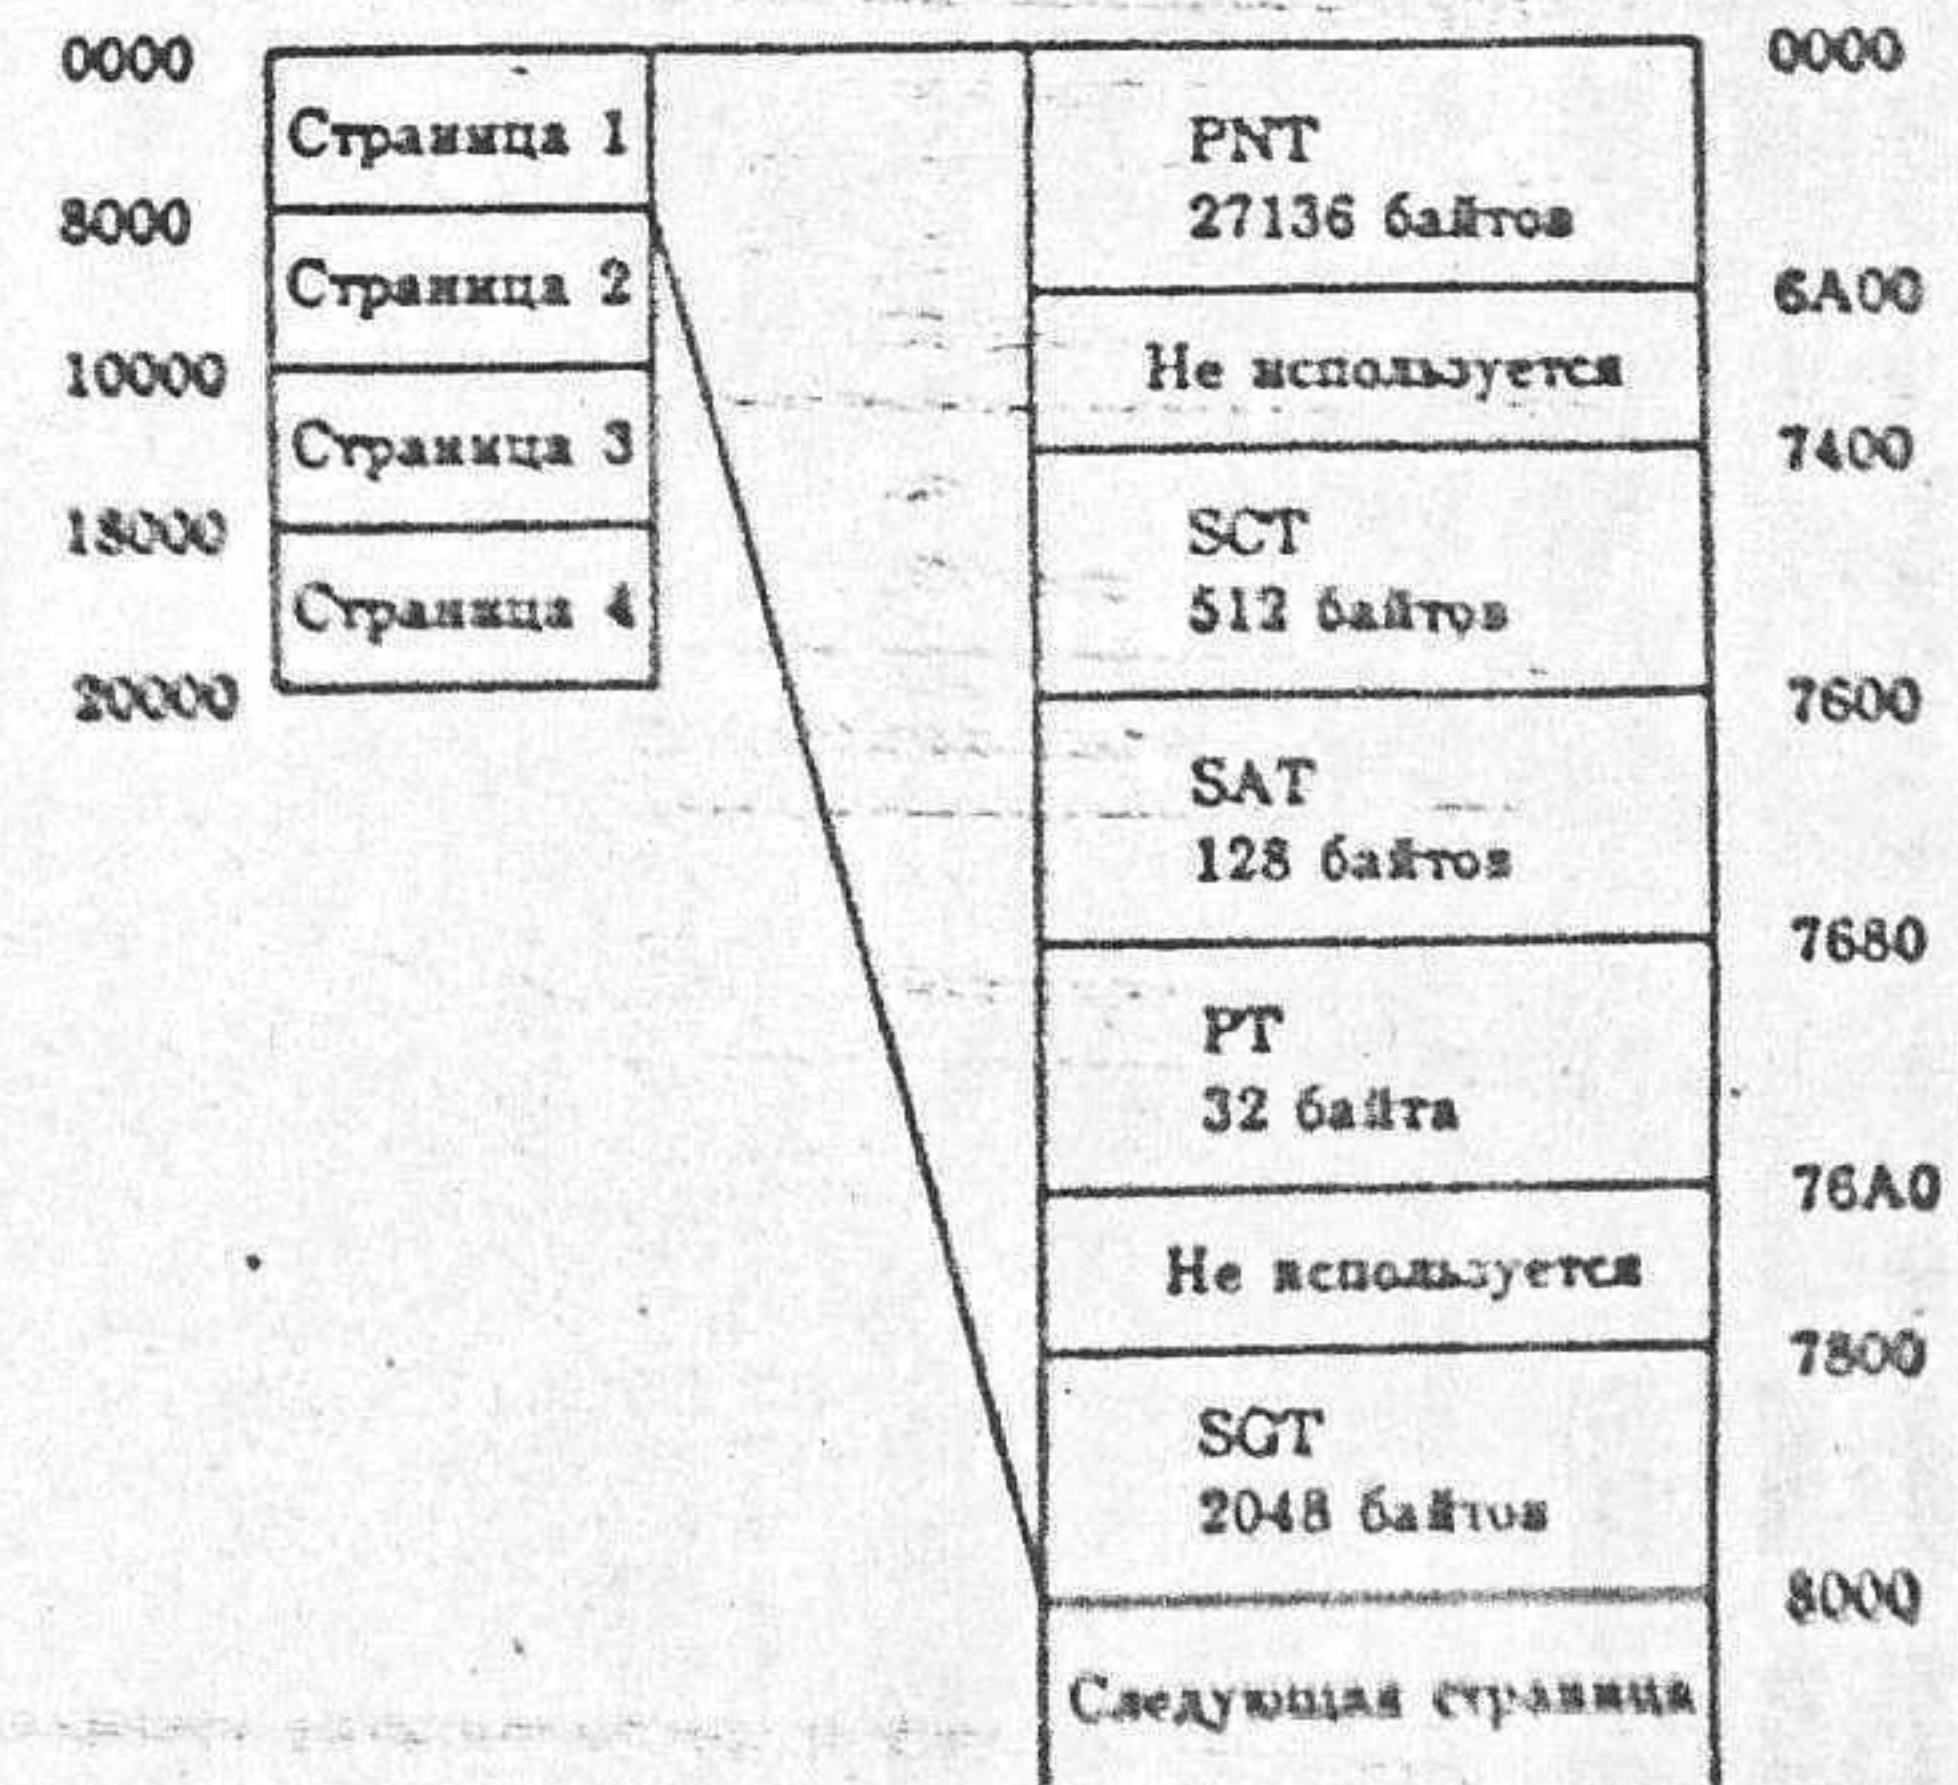 0000
Страница 1
8000
Страница 2
10000
Страница 3
18000
Страница 4
20000
0000
PNT
27136 байтов
6A00
Не используется
7400
SCT
512 байтов
7600
SAT
128 байтов
7680
PT
32 байта
76A0
Не используется
7800
SGT
2048 байтов
8000
Следующая страница